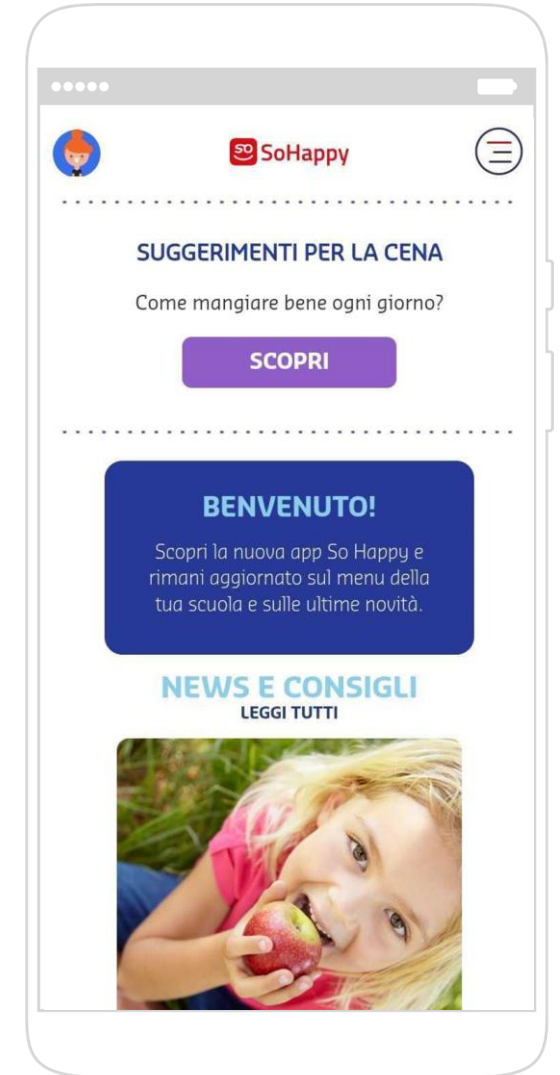 so SoHappy
SUGGERIMENTI PER LA CENA
Come mangiare bene ogni giorno?
SCOPRI
BENVENUTO!
Scopri la nuova app So Happy e
rimani aggiornato sul menu della
tua scuola e sulle ultime novità.
NEWS E CONSIGLI
LEGGI TUTTI